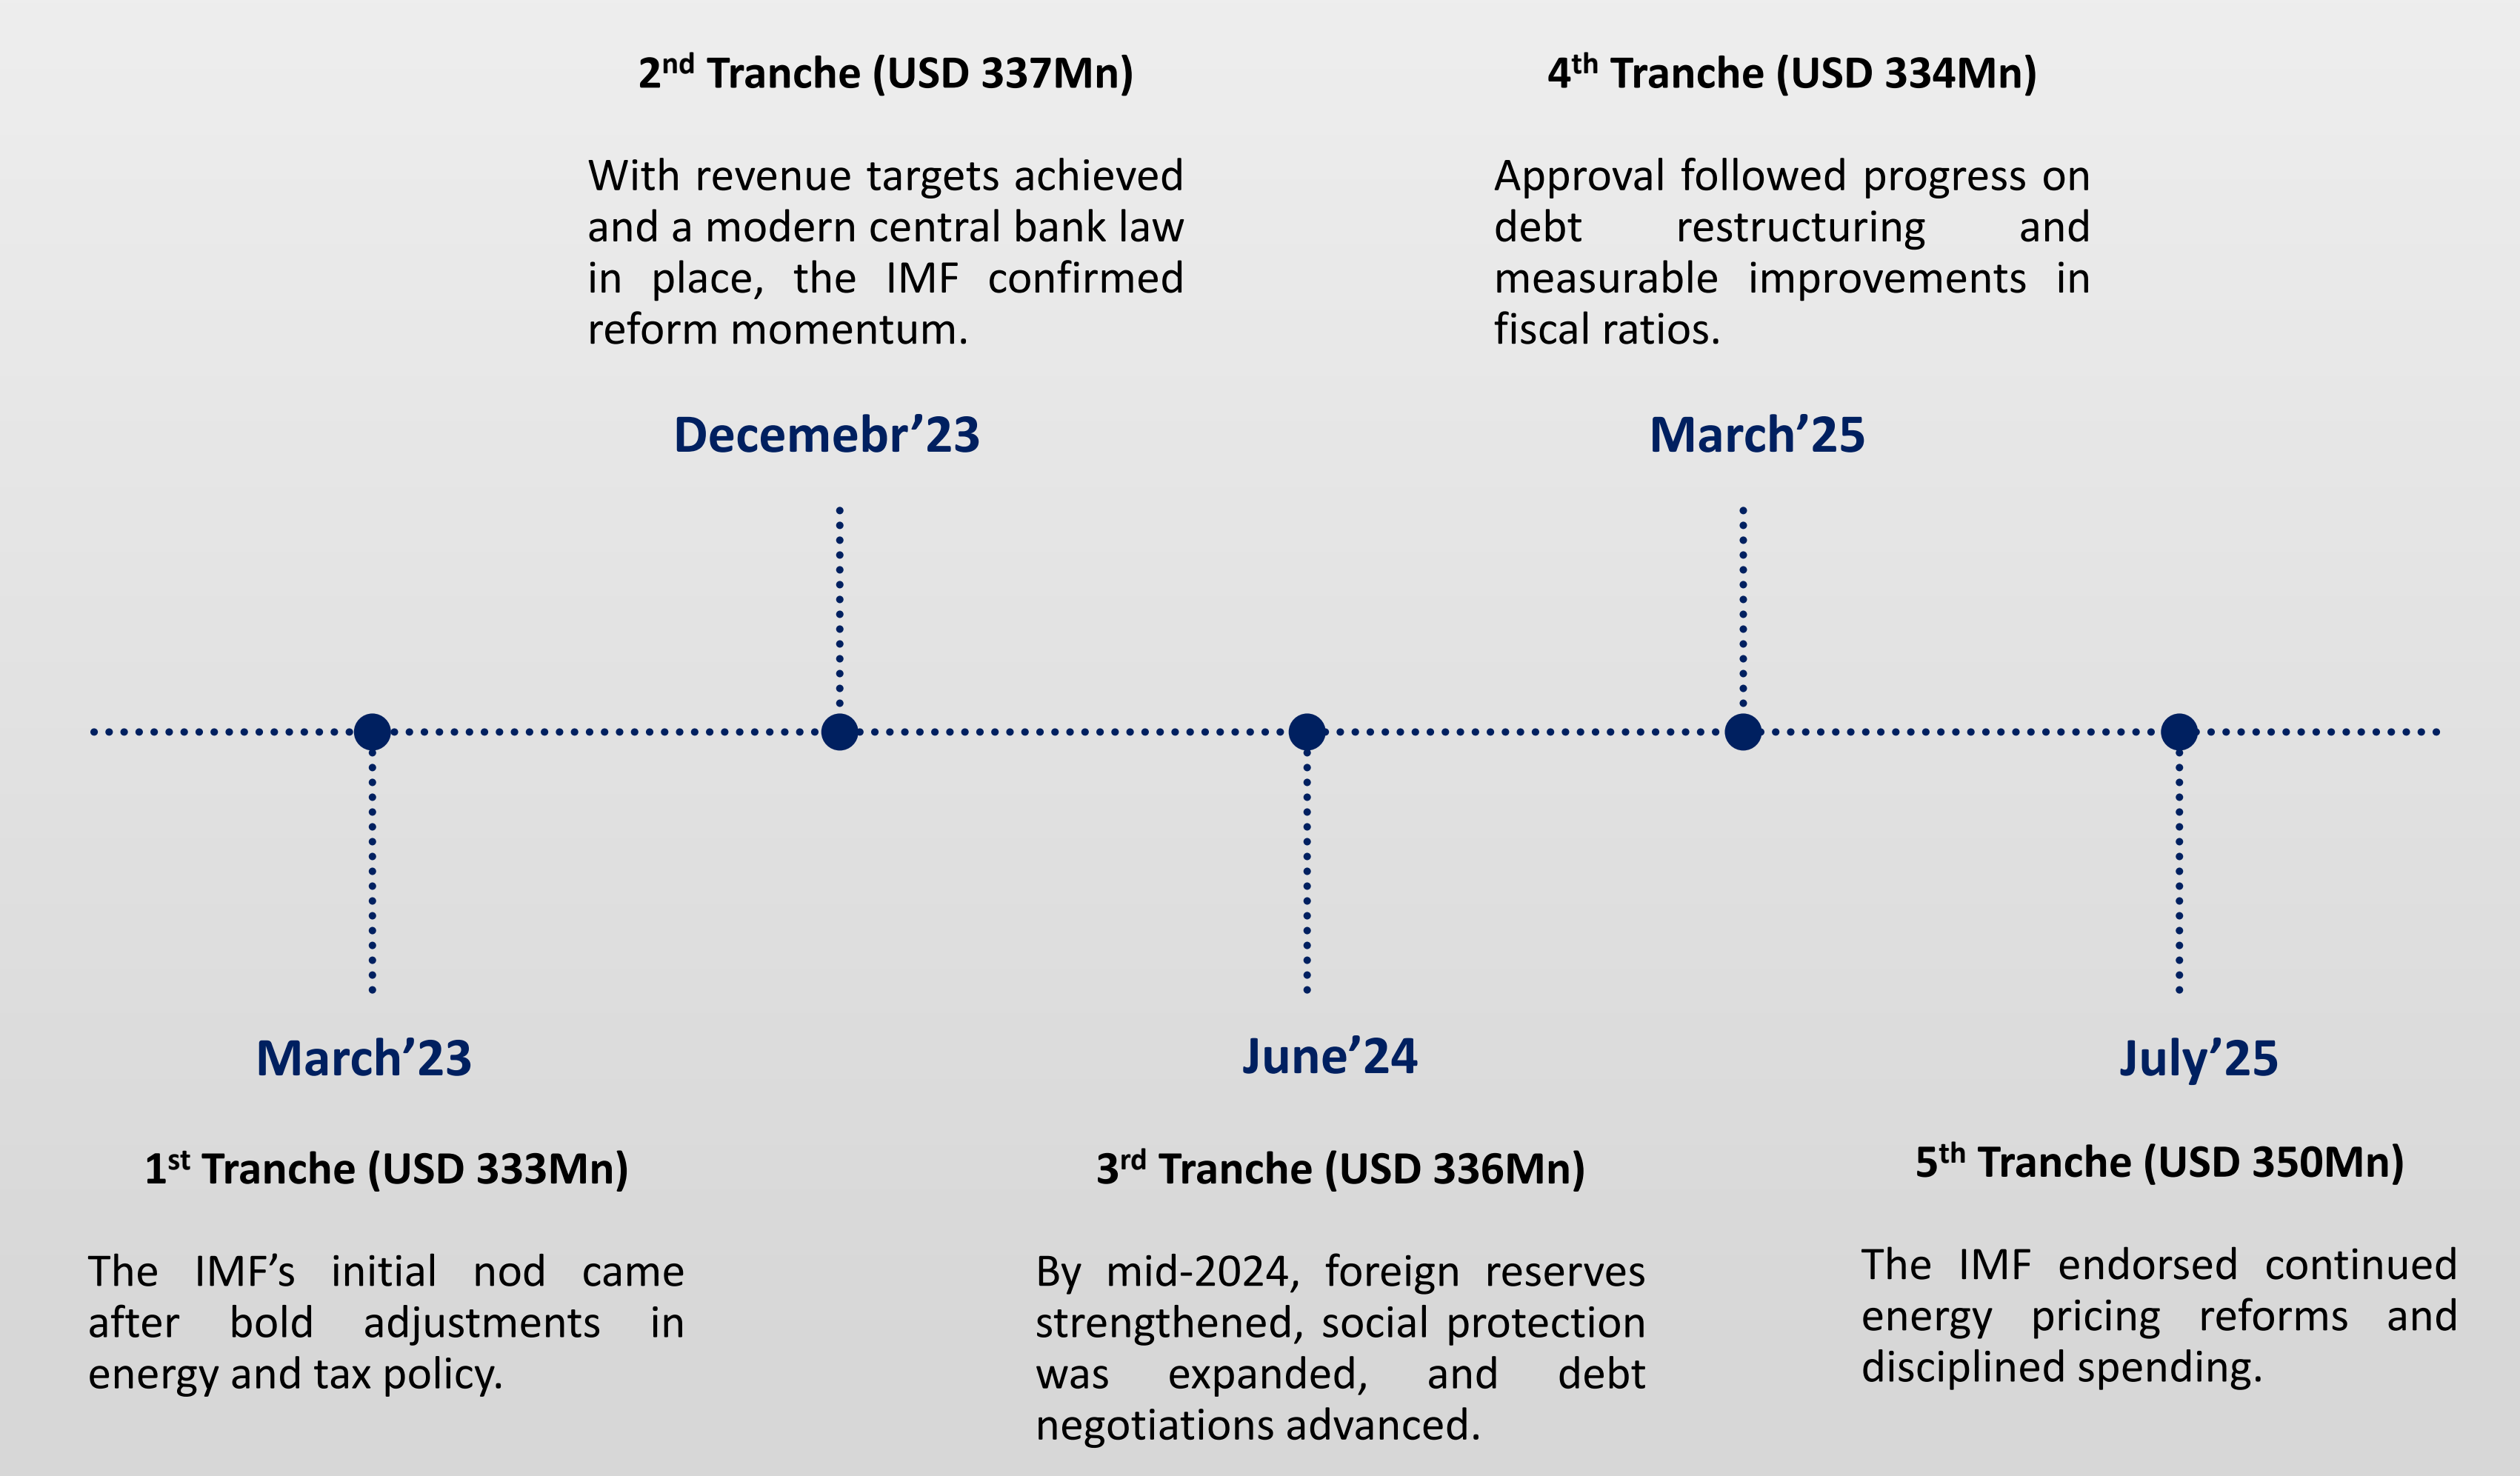 2nd Tranche (USD 337Mn)
With revenue targets achieved
and a modern central bank law
in place, the IMF confirmed
reform momentum.
Decemebr’23
4th Tranche (USD 334Mn)
Approval followed progress on
debt restructuring and
measurable improvements in
fiscal ratios.
March’25
March’23
1st Tranche (USD 333Mn)
The IMF’s initial nod came
after bold adjustments in
energy and tax policy.
June’24
3rd Tranche (USD 336Mn)
By mid-2024, foreign reserves
strengthened, social protection
was expanded, and debt
negotiations advanced.
July’25
5th Tranche (USD 350Mn)
The IMF endorsed continued
energy pricing reforms and
disciplined spending.